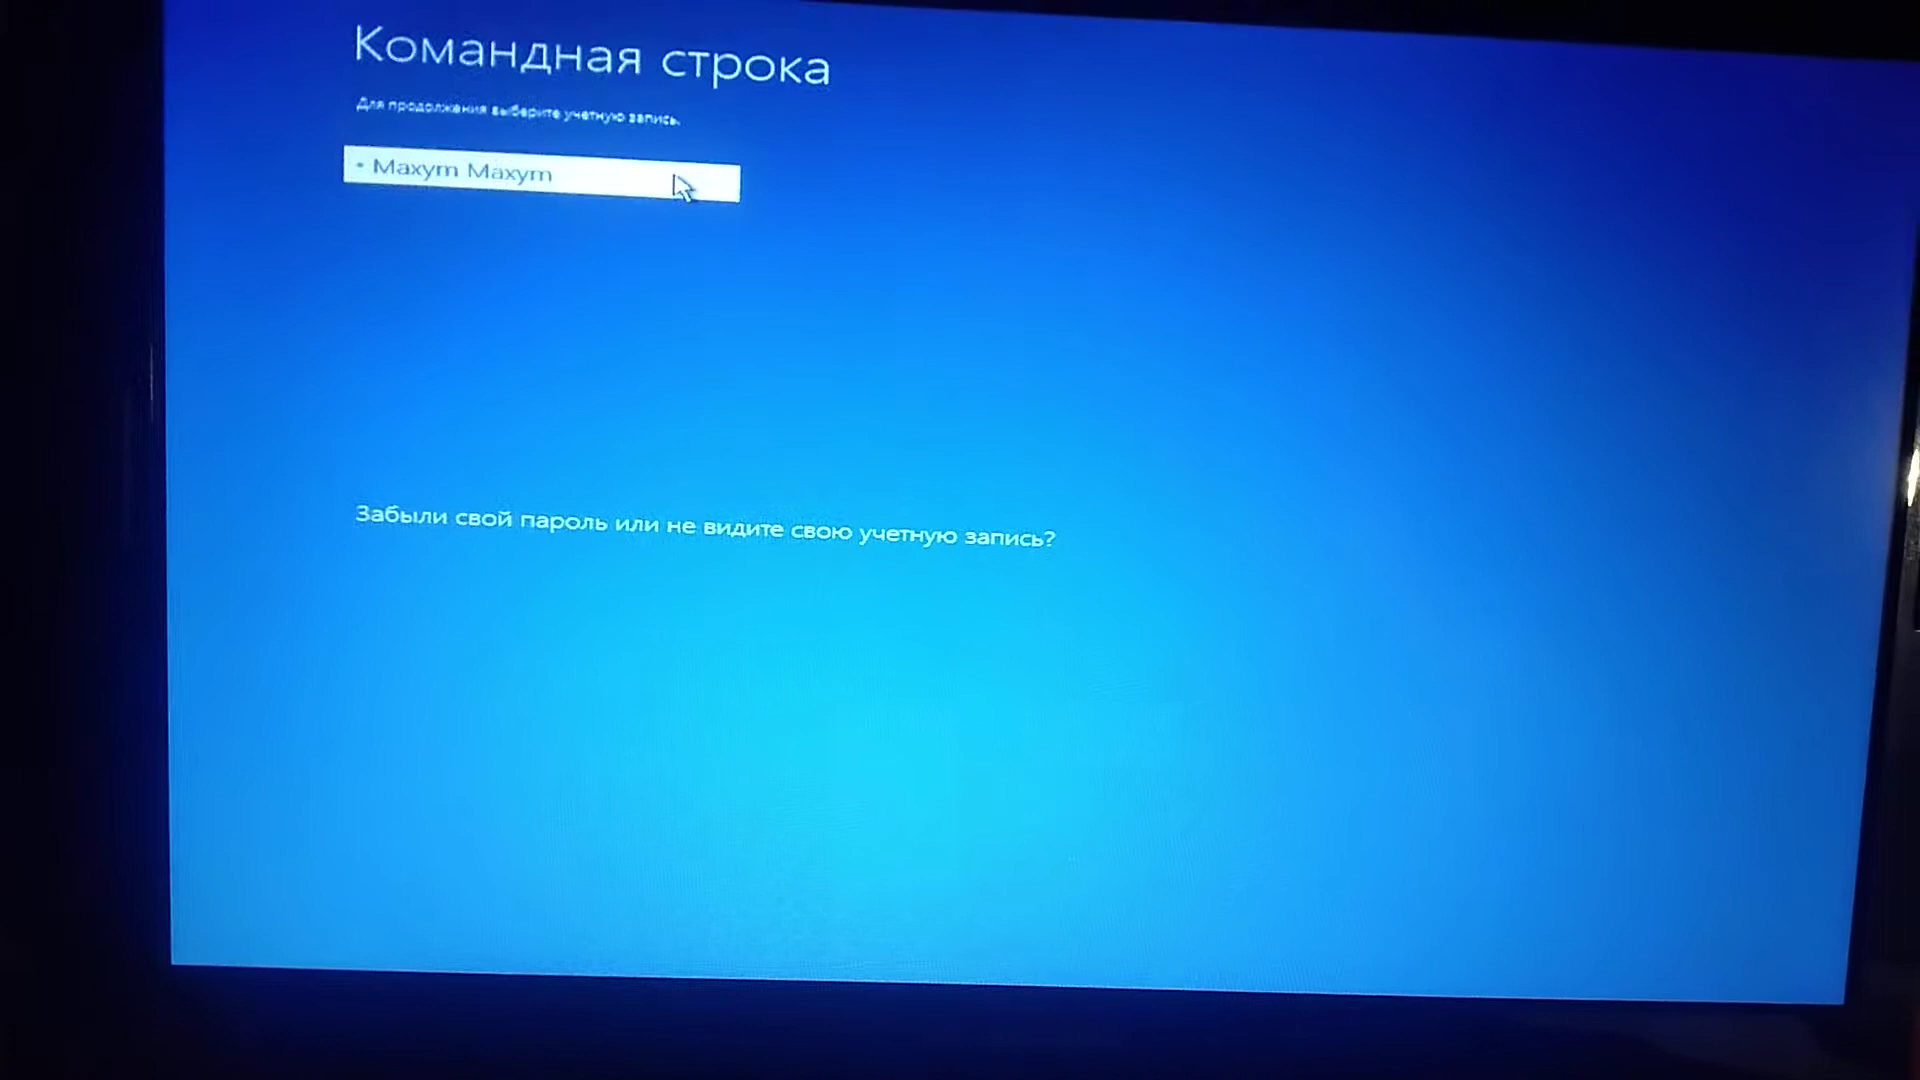 Командная строка
Для продолжения выберите учетную запись.
Maxym Maxym
Забыли свой пароль или не видите свою учетную запись?